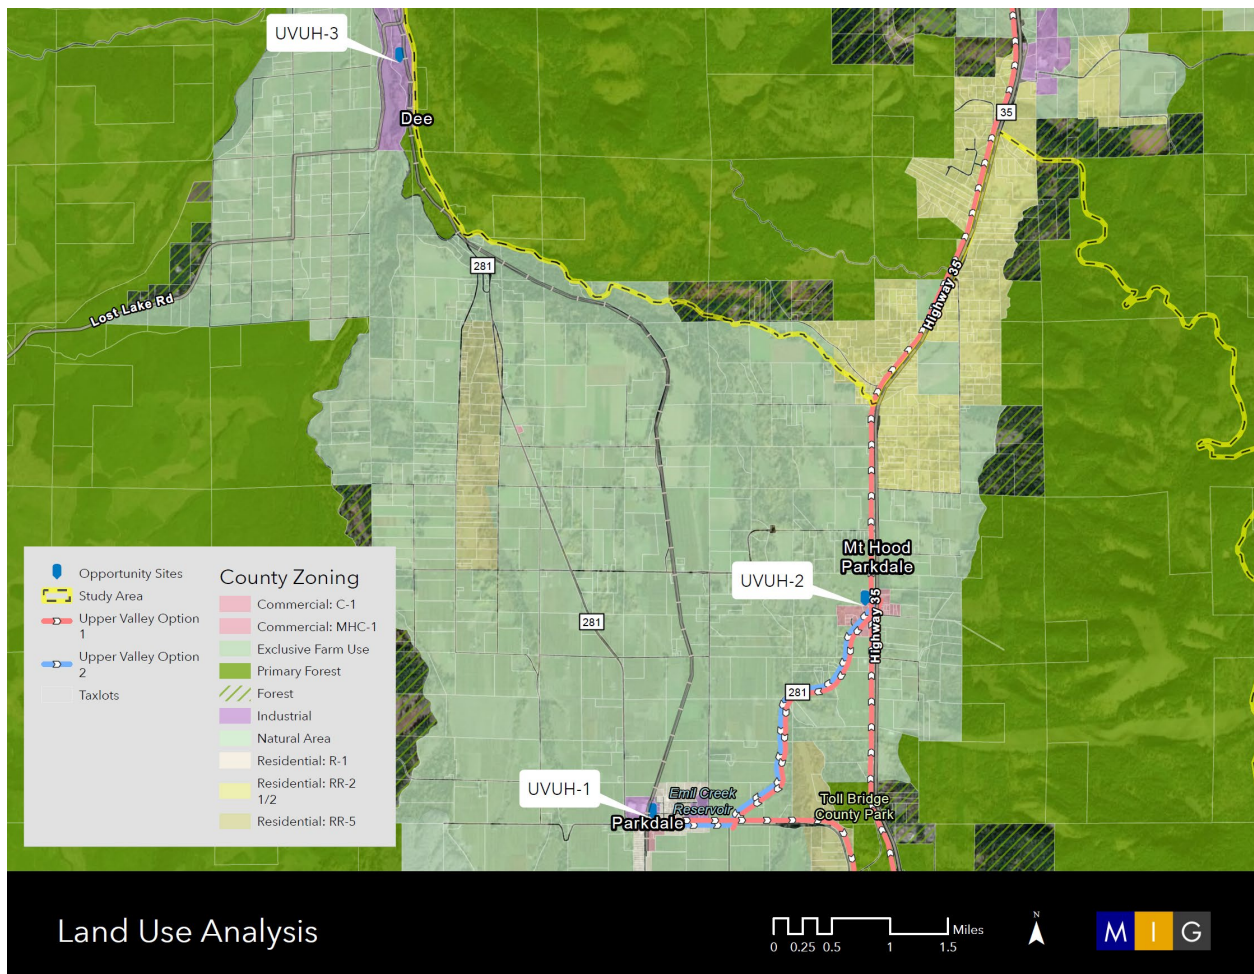 UVUH-3
Dee
35
281
Lost Lake Rd
Highway 35
Mt Hood
Parkdale
UVUH-2
Highway 35
281
281
UVUH-1
Emil Creek
Reservoir
Parkdale
Toll Bridge
County Park
Opportunity Sites
Study Area
Upper Valley Option
1
Upper Valley Option
2
Taxlots
County Zoning
Commercial: C-1
Commercial: MHC-1
Exclusive Farm Use
Primary Forest
Forest
Industrial
Natural Area
Residential: R-1
Residential: RR-2
1/2
Residential: RR-5
Land Use Analysis
Miles
0 0.25 0.5 1 1.5
N
M I G